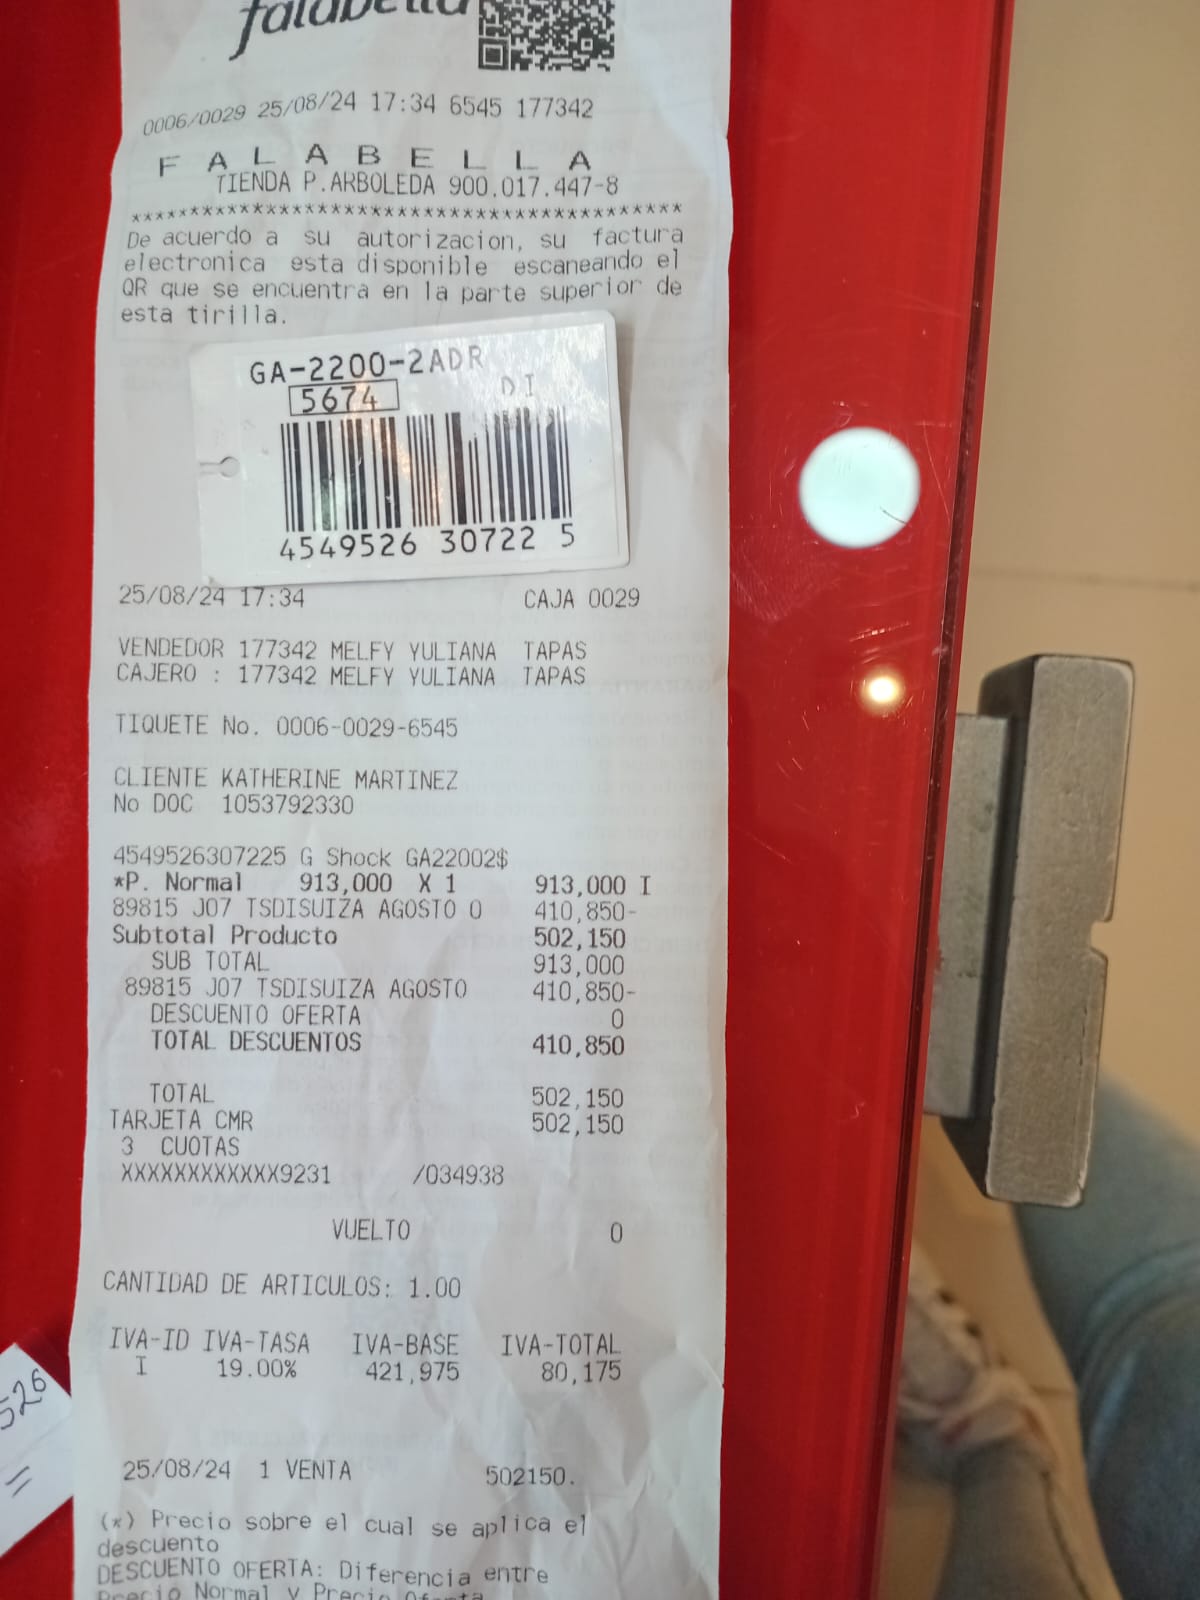 falabella
0006/0029 25/08/24 17:34 6545 177342
F A L A B E L L A
TIENDA P.ARBOLEDA 900.017.447-8
******************************************
De acuerdo a su autorizacion, su factura
electronica esta disponible escaneando el
QR que se encuentra en la parte superior de
esta tirilla.
GA-2200-2ADR
5674 DI
4549526 30722 5
25/08/24 17:34 CAJA 0029
VENDEDOR 177342 MELFY YULIANA TAPAS
CAJERO : 177342 MELFY YULIANA TAPAS
TIQUETE No. 0006-0029-6545
CLIENTE KATHERINE MARTINEZ
No DOC 1053792330
4549526307225 G Shock GA22002$
*P. Normal 913,000 X 1 913,000 I
89815 J07 TSDISUIZA AGOSTO 0 410,850-
Subtotal Producto 502,150
SUB TOTAL 913,000
89815 J07 TSDISUIZA AGOSTO 410,850-
DESCUENTO OFERTA 0
TOTAL DESCUENTOS 410,850
TOTAL 502,150
TARJETA CMR 502,150
3 CUOTAS
XXXXXXXXXXXX9231 /034938
VUELTO 0
CANTIDAD DE ARTICULOS: 1.00
IVA-ID IVA-TASA IVA-BASE IVA-TOTAL
I 19.00% 421,975 80,175
526
25/08/24 1 VENTA 502150.
(*) Precio sobre el cual se aplica el
descuento
DESCUENTO OFERTA: Diferencia entre
Precio Normal y Precio Oferta